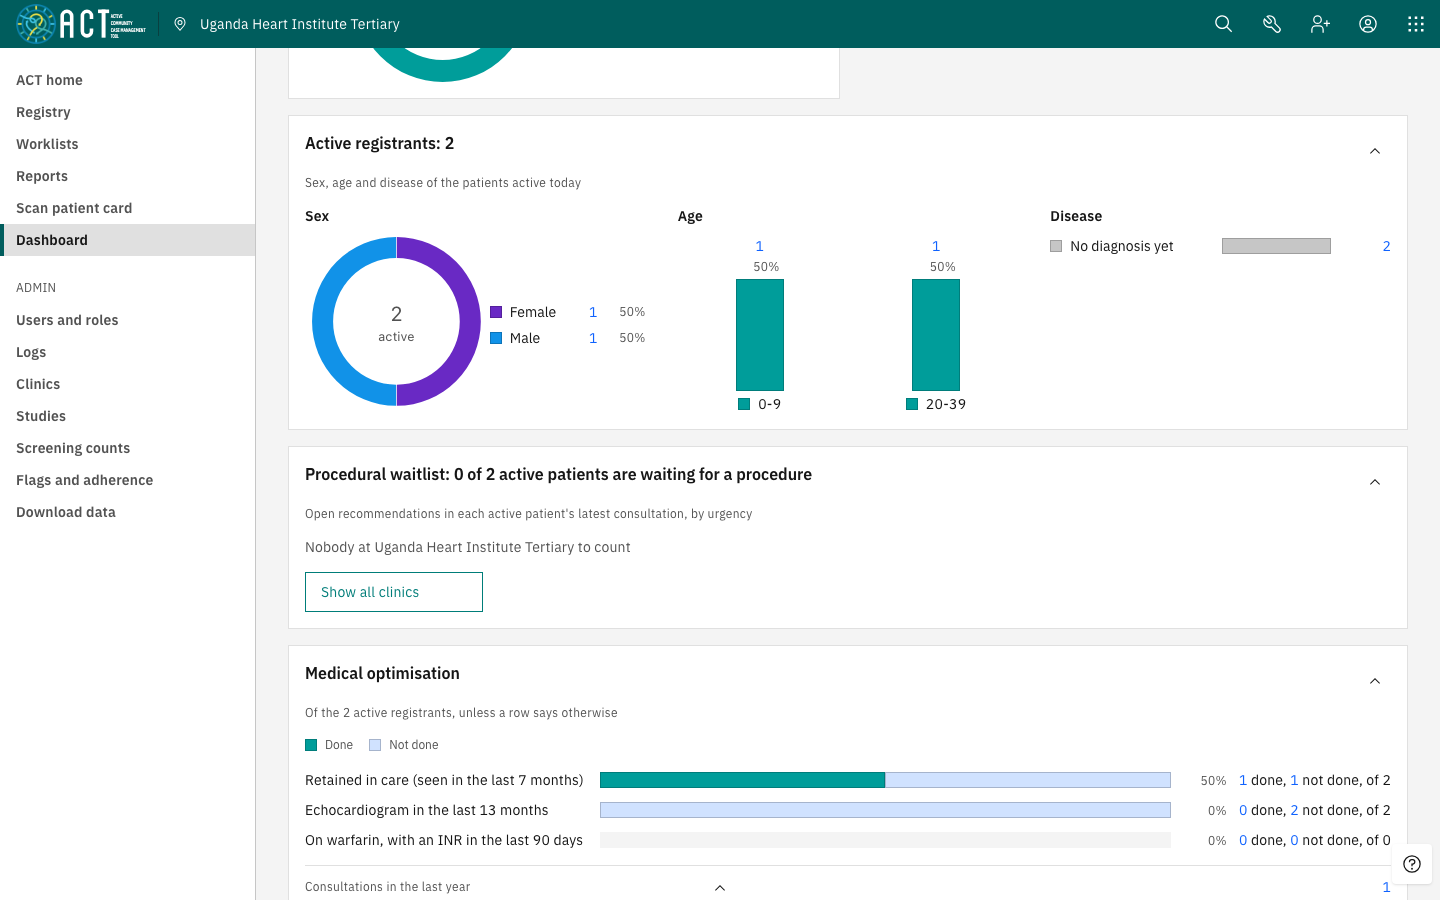 ACT
ACTIVE
COMMUNITY
CASE MANAGEMENT
TOOL
Uganda Heart Institute Tertiary
ACT home
Registry
Worklists
Reports
Scan patient card
Dashboard
ADMIN
Users and roles
Logs
Clinics
Studies
Screening counts
Flags and adherence
Download data
Active registrants: 2
Sex, age and disease of the patients active today
Sex
2
active
Female 1 50%
Male 1 50%
Age
1 1
50% 50%
0-9 20-39
Disease
No diagnosis yet 2
Procedural waitlist: 0 of 2 active patients are waiting for a procedure
Open recommendations in each active patient's latest consultation, by urgency
Nobody at Uganda Heart Institute Tertiary to count
Show all clinics
Medical optimisation
Of the 2 active registrants, unless a row says otherwise
Done Not done
Retained in care (seen in the last 7 months) 50% 1 done, 1 not done, of 2
Echocardiogram in the last 13 months 0% 0 done, 2 not done, of 2
On warfarin, with an INR in the last 90 days 0% 0 done, 0 not done, of 0
Consultations in the last year 1